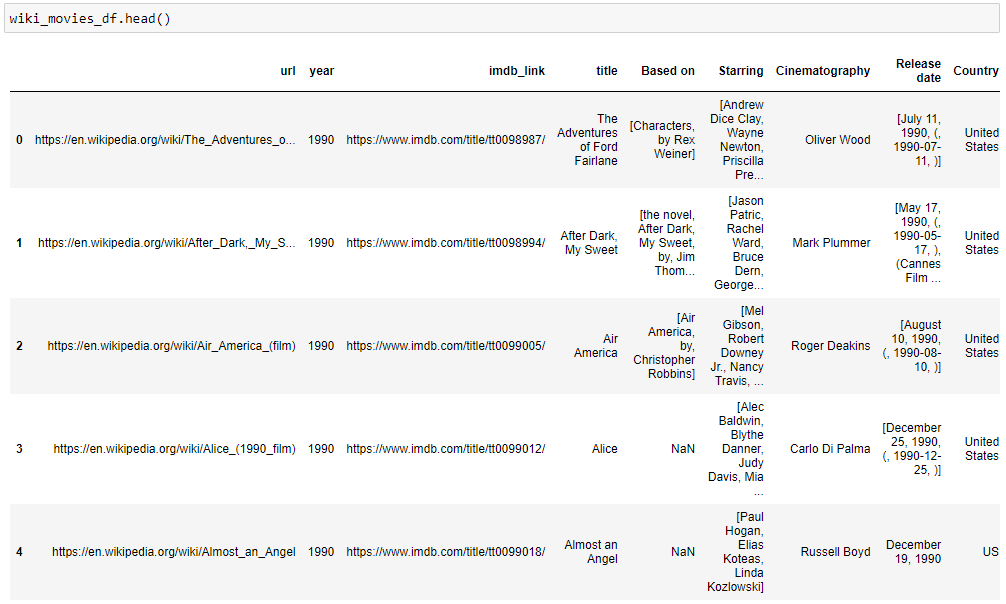 wiki_movies_df.head()
url year imdb_link title Based on Starring Cinematography Release date Country
0 https://en.wikipedia.org/wiki/The_Adventures_o... 1990 https://www.imdb.com/title/tt0098987/ The Adventures of Ford Fairlane [Characters, by Rex Weiner] [Andrew Dice Clay, Wayne Newton, Priscilla Pre... Oliver Wood [July 11, 1990, (, 1990-07-11, )] United States
1 https://en.wikipedia.org/wiki/After_Dark,_My_S... 1990 https://www.imdb.com/title/tt0098994/ After Dark, My Sweet [the novel, After Dark, My Sweet, by, Jim Thom... [Jason Patric, Rachel Ward, Bruce Dern, George... Mark Plummer [May 17, 1990, (, 1990-05-17, ), (Cannes Film ... United States
2 https://en.wikipedia.org/wiki/Air_America_(film) 1990 https://www.imdb.com/title/tt0099005/ Air America [Air America, by, Christopher Robbins] [Mel Gibson, Robert Downey Jr., Nancy Travis, ... Roger Deakins [August 10, 1990, (, 1990-08-10, )] United States
3 https://en.wikipedia.org/wiki/Alice_(1990_film) 1990 https://www.imdb.com/title/tt0099012/ Alice NaN [Alec Baldwin, Blythe Danner, Judy Davis, Mia ... Carlo Di Palma [December 25, 1990, (, 1990-12-25, )] United States
4 https://en.wikipedia.org/wiki/Almost_an_Angel 1990 https://www.imdb.com/title/tt0099018/ Almost an Angel NaN [Paul Hogan, Elias Koteas, Linda Kozlowski] Russell Boyd December 19, 1990 US